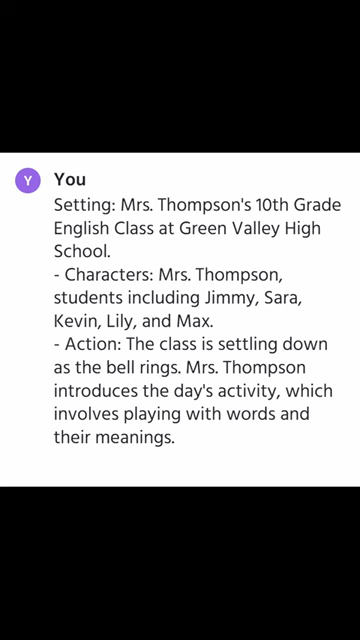 Y
You
Setting: Mrs. Thompson's 10th Grade
English Class at Green Valley High
School.
- Characters: Mrs. Thompson,
students including Jimmy, Sara,
Kevin, Lily, and Max.
- Action: The class is settling down
as the bell rings. Mrs. Thompson
introduces the day's activity, which
involves playing with words and
their meanings.